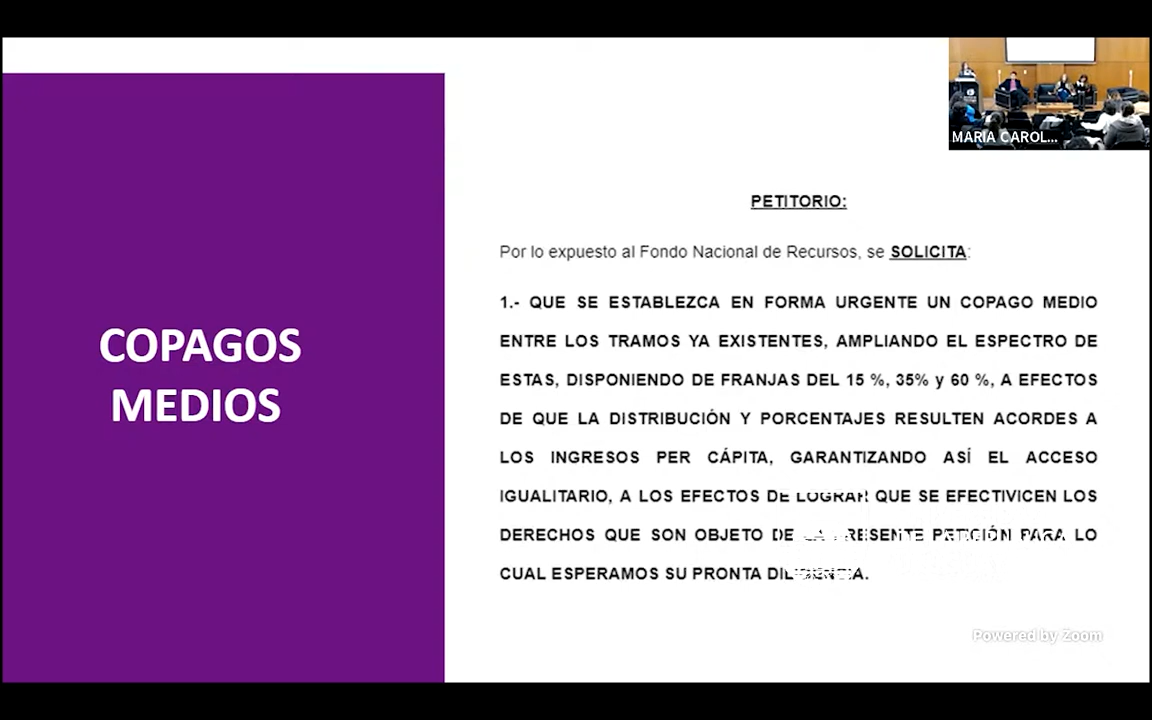 MARIA CAROL...
COPAGOS
MEDIOS
PETITORIO:
Por lo expuesto al Fondo Nacional de Recursos, se SOLICITA:
1.- QUE SE ESTABLEZCA EN FORMA URGENTE UN COPAGO MEDIO
ENTRE LOS TRAMOS YA EXISTENTES, AMPLIANDO EL ESPECTRO DE
ESTAS, DISPONIENDO DE FRANJAS DEL 15 %, 35% y 60 %, A EFECTOS
DE QUE LA DISTRIBUCIÓN Y PORCENTAJES RESULTEN ACORDES A
LOS INGRESOS PER CÁPITA, GARANTIZANDO ASÍ EL ACCESO
IGUALITARIO, A LOS EFECTOS DE LOGRAR QUE SE EFECTIVICEN LOS
DERECHOS QUE SON OBJETO DE PRESENTE PETICIÓN PARA LO
CUAL ESPERAMOS SU PRONTA
Powered by Zoom